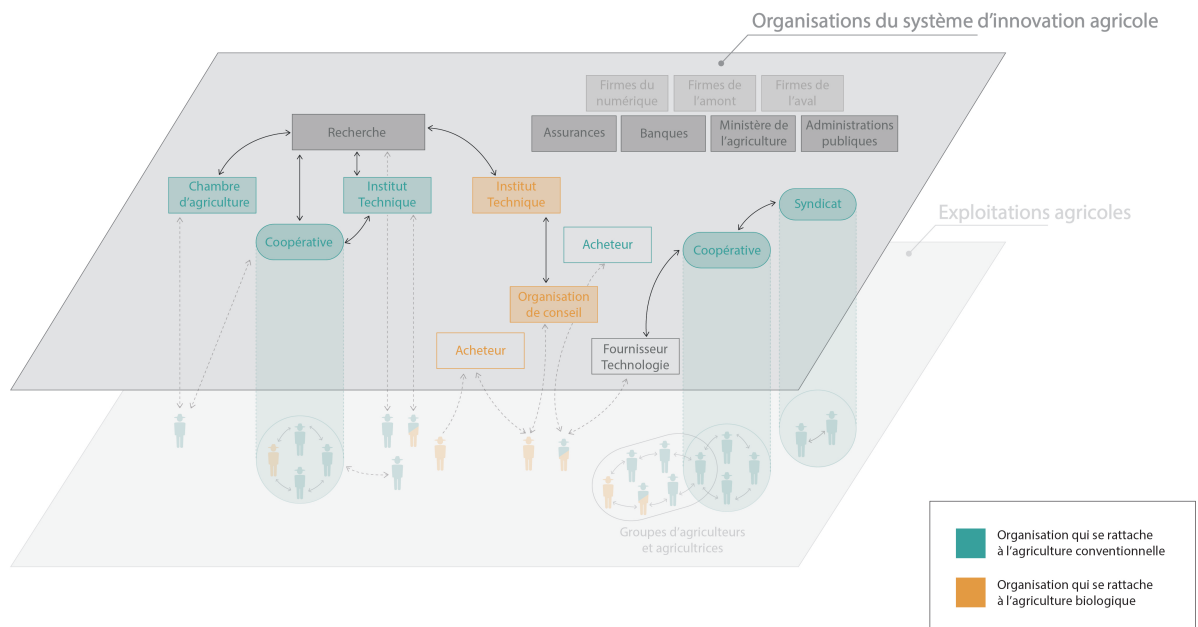 Organisations du système d’innovation agricole
Firmes du
numérique
Firmes de
l’amont
Firmes de
l’aval
Assurances
Banques
Ministère de
l’agriculture
Administrations
publiques
Recherche
Chambre
d’agriculture
Institut
Technique
Institut
Technique
Syndicat
Exploitations agricoles
Coopérative
Acheteur
Coopérative
Organisation
de conseil
Acheteur
Fournisseur
Technologie
Groupes d’agriculteurs
et agricultrices
Organisation qui se rattache
à l’agriculture conventionnelle
Organisation qui se rattache
à l’agriculture biologique